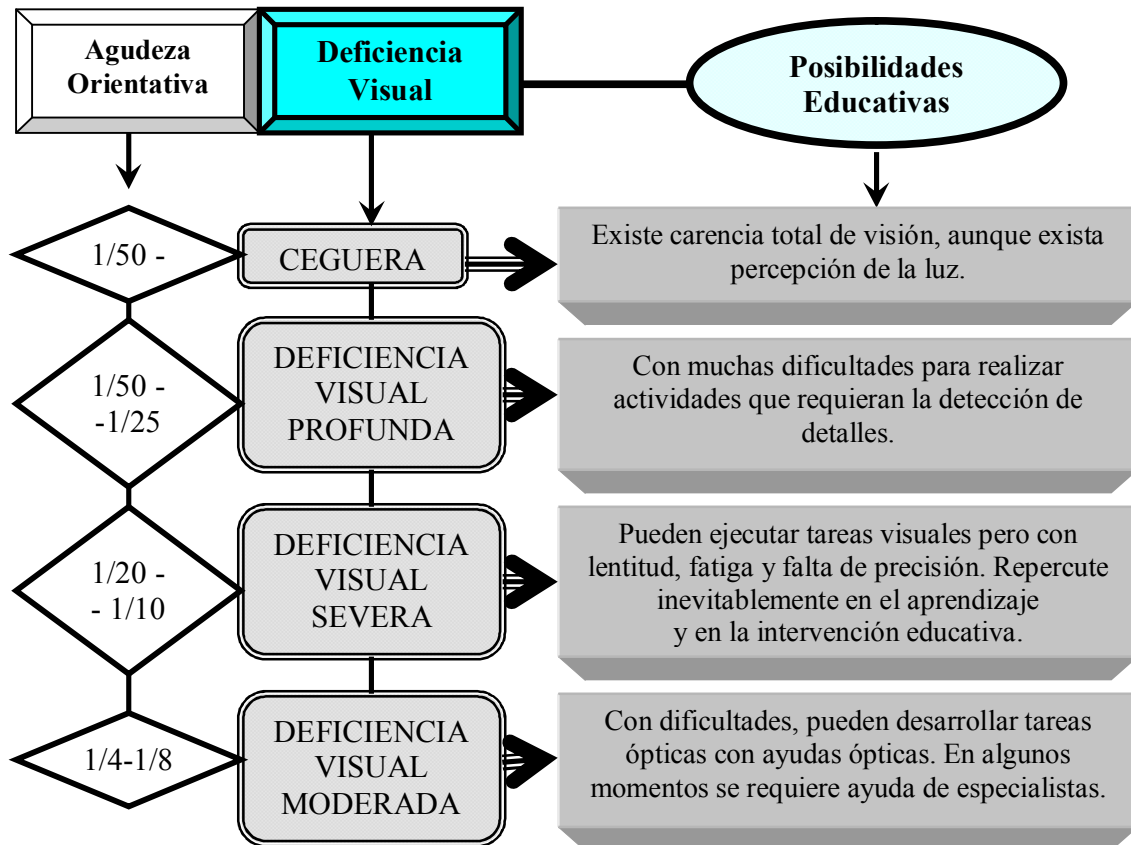 Agudeza
Orientativa
Deficiencia
Visual
Posibilidades
Educativas
1/50 -
CEGUERA
Existe carencia total de visión, aunque exista
percepción de la luz.
1/50 -
-1/25
DEFICIENCIA
VISUAL
PROFUNDA
Con muchas dificultades para realizar
actividades que requieran la detección de
detalles.
1/20 -
- 1/10
DEFICIENCIA
VISUAL
SEVERA
Pueden ejecutar tareas visuales pero con
lentitud, fatiga y falta de precisión. Repercute
inevitablemente en el aprendizaje
y en la intervención educativa.
1/4-1/8
DEFICIENCIA
VISUAL
MODERADA
Con dificultades, pueden desarrollar tareas
ópticas con ayudas ópticas. En algunos
momentos se requiere ayuda de especialistas.